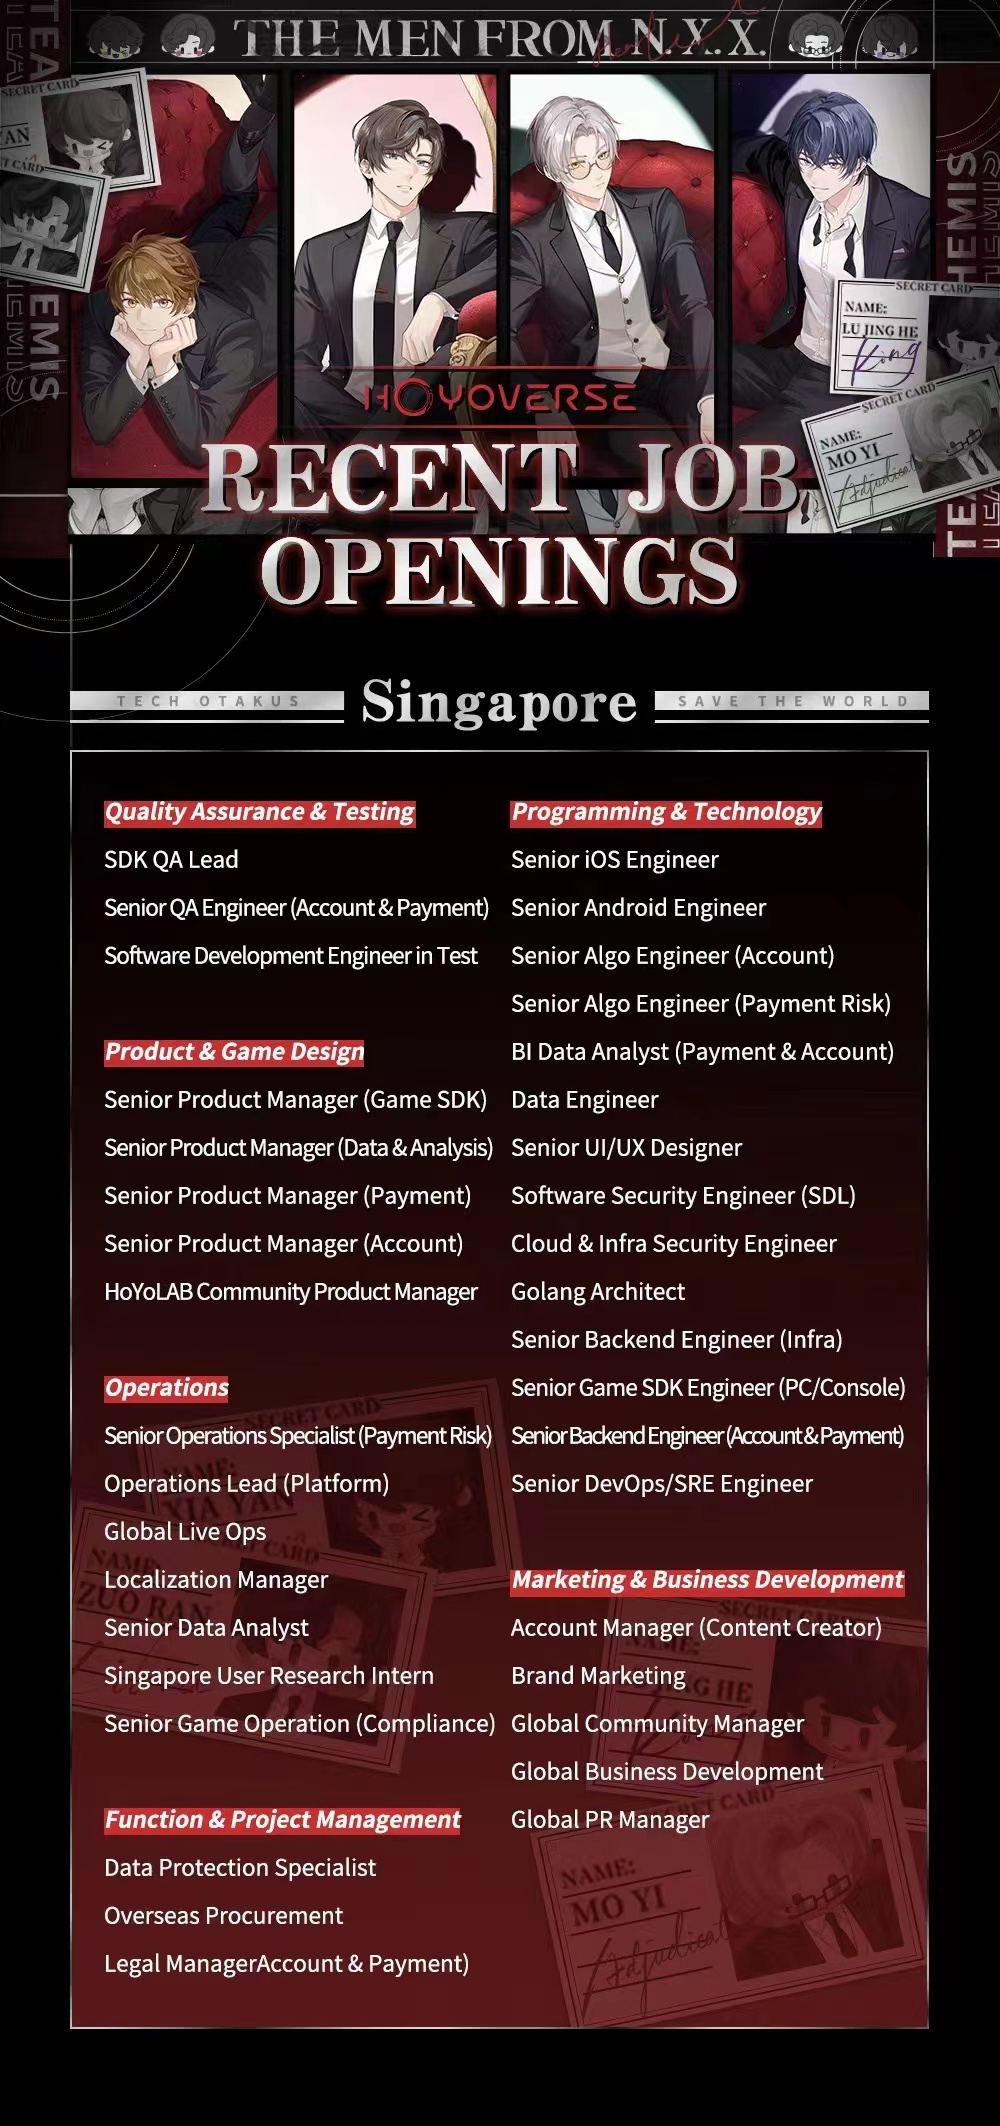 THE MEN FROM N.X.X.
SECRET CARD
SECRET CARD
NAME:
LU JING HE
King
SECRET CARD
NAME:
MO YI
HOYOVERSE
RECENT JOB
OPENINGS
TECH OTAKUS
Singapore
SAVE THE WORLD
Quality Assurance & Testing
SDK QA Lead
Senior QA Engineer (Account & Payment)
Software Development Engineer in Test
Product & Game Design
Senior Product Manager (Game SDK)
Senior Product Manager (Data & Analysis)
Senior Product Manager (Payment)
Senior Product Manager (Account)
HoYoLAB Community Product Manager
Operations
Senior Operations Specialist (Payment Risk)
Operations Lead (Platform)
Global Live Ops
Localization Manager
Senior Data Analyst
Singapore User Research Intern
Senior Game Operation (Compliance)
Function & Project Management
Data Protection Specialist
Overseas Procurement
Legal ManagerAccount & Payment)
Programming & Technology
Senior iOS Engineer
Senior Android Engineer
Senior Algo Engineer (Account)
Senior Algo Engineer (Payment Risk)
BI Data Analyst (Payment & Account)
Data Engineer
Senior UI/UX Designer
Software Security Engineer (SDL)
Cloud & Infra Security Engineer
Golang Architect
Senior Backend Engineer (Infra)
Senior Game SDK Engineer (PC/Console)
Senior Backend Engineer (Account & Payment)
Senior DevOps/SRE Engineer
Marketing & Business Development
Account Manager (Content Creator)
Brand Marketing
Global Community Manager
Global Business Development
Global PR Manager
NAME:
MO YI